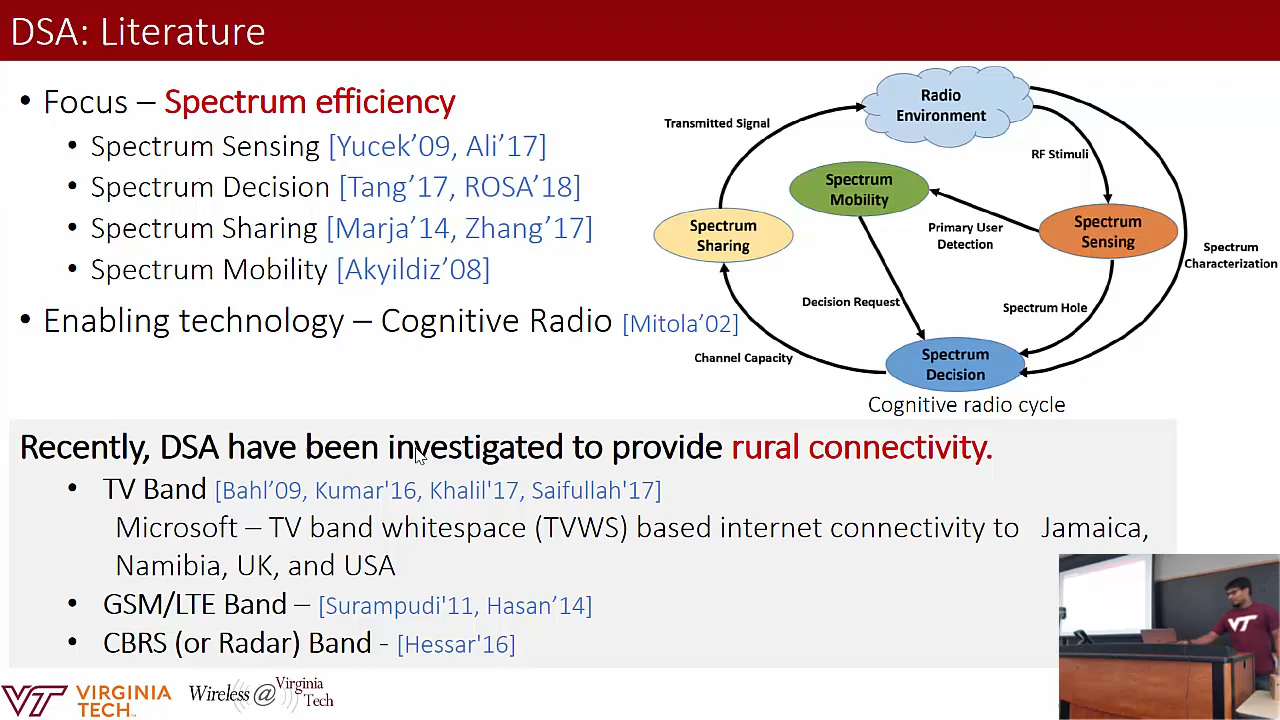 DSA: Literature
• Focus – Spectrum efficiency
• Spectrum Sensing [Yucek’09, Ali’17]
• Spectrum Decision [Tang’17, ROSA’18]
• Spectrum Sharing [Marja’14, Zhang’17]
• Spectrum Mobility [Akyildiz’08]
• Enabling technology – Cognitive Radio [Mitola’02]
Radio
Environment
Transmitted Signal
RF Stimuli
Spectrum
Mobility
Spectrum
Sharing
Primary User
Detection
Spectrum
Sensing
Spectrum
Characterization
Decision Request
Spectrum Hole
Channel Capacity
Spectrum
Decision
Cognitive radio cycle
Recently, DSA have been investigated to provide rural connectivity.
• TV Band [Bahl’09, Kumar'16, Khalil'17, Saifullah'17]
Microsoft – TV band whitespace (TVWS) based internet connectivity to Jamaica,
Namibia, UK, and USA
• GSM/LTE Band – [Surampudi'11, Hasan’14]
• CBRS (or Radar) Band - [Hessar'16]
VT VIRGINIA
TECH
Wireless @ Virginia
Tech
VT